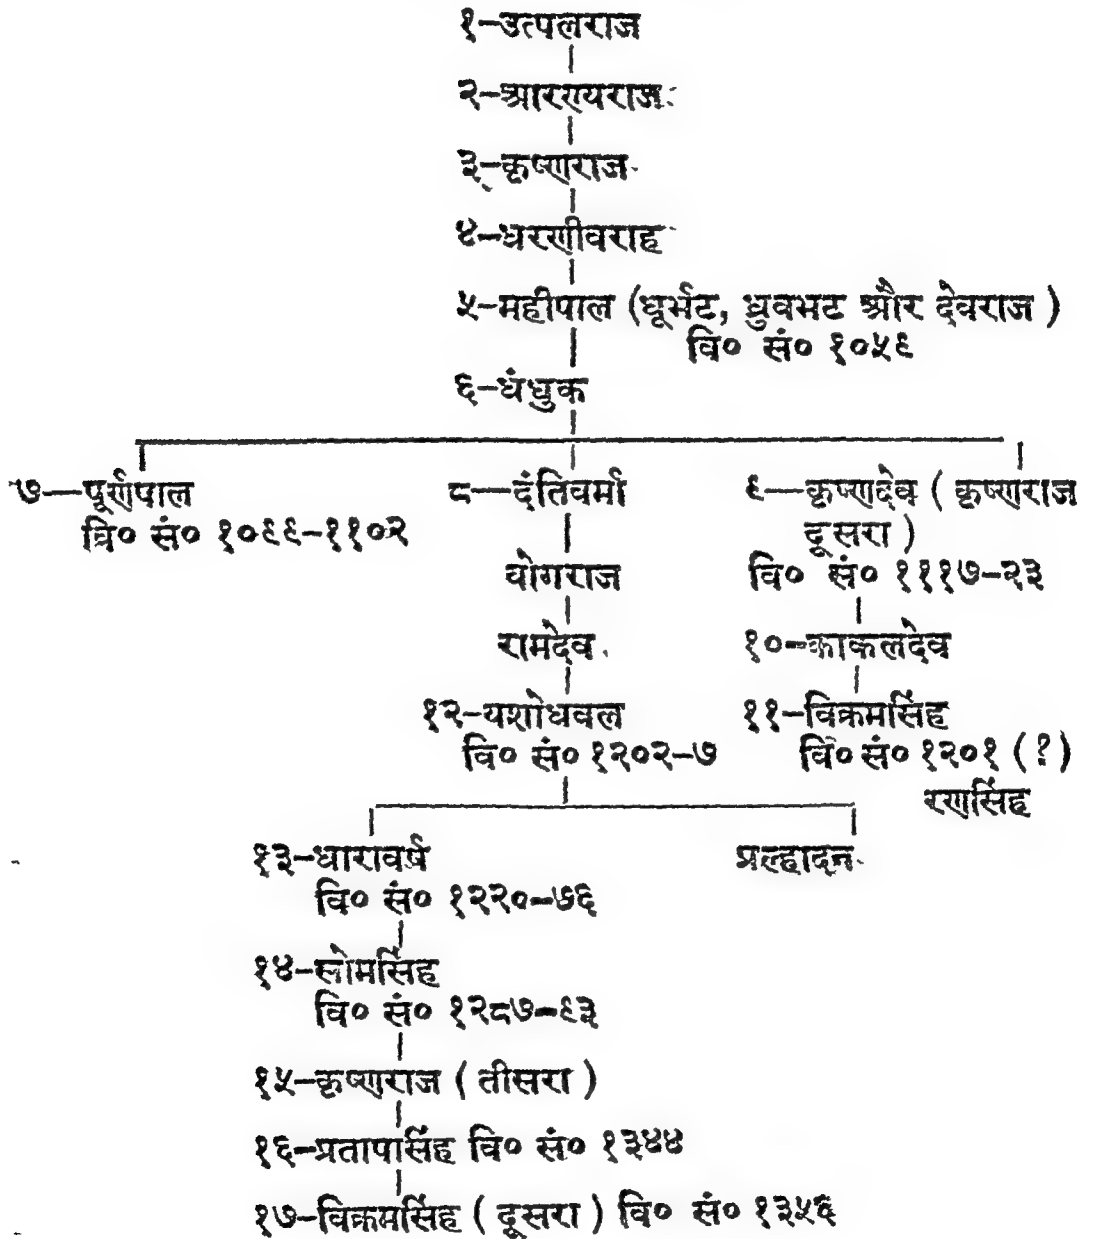 १-उत्पलराज
२-आरण्यराज
३-कृष्णराज
४-धरणीवराह
५-महीपाल (धूर्भट, ध्रुवभट और देवराज )
वि० सं० १०५९
६-धंधुक
७—पूर्णपाल ८—दंतिवर्मा ९—कृष्णदेव ( कृष्णराज
वि० सं० १०९९-११०२ दूसरा )
योगराज वि० सं० १११७-२३
रामदेव १०-काकलदेव
१२-यशोधवल ११-विक्रमसिंह
वि० सं० १२०२-७ वि० सं० १२०१ (?)
रणसिंह
१३-धारावर्ष प्रल्हादन
वि० सं० १२२०-७६
१४-सोमसिंह
वि० सं० १२८७-९३
१५-कृष्णराज ( तीसरा )
१६-प्रतापसिंह वि० सं० १३४४
१७-विक्रमसिंह ( दूसरा ) वि० सं० १३५६